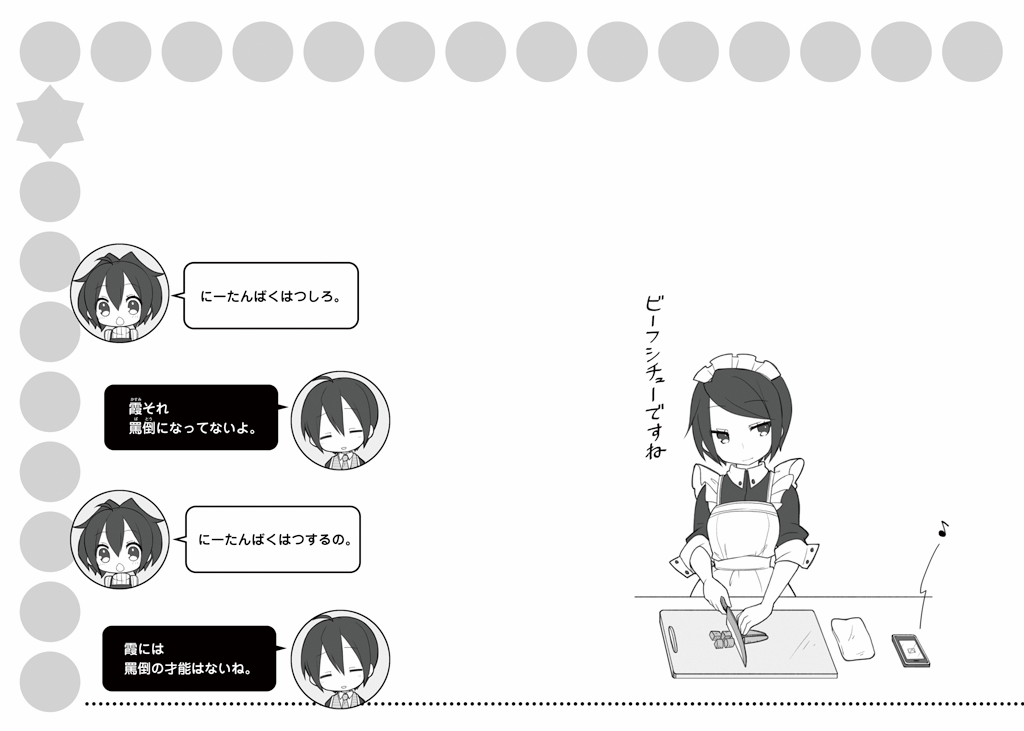 にーたんばくはつしろ。
霞それ
罵倒になってないよ。
にーたんばくはつするの。
霞には
罵倒の才能はないね。
ビーフシチューですね